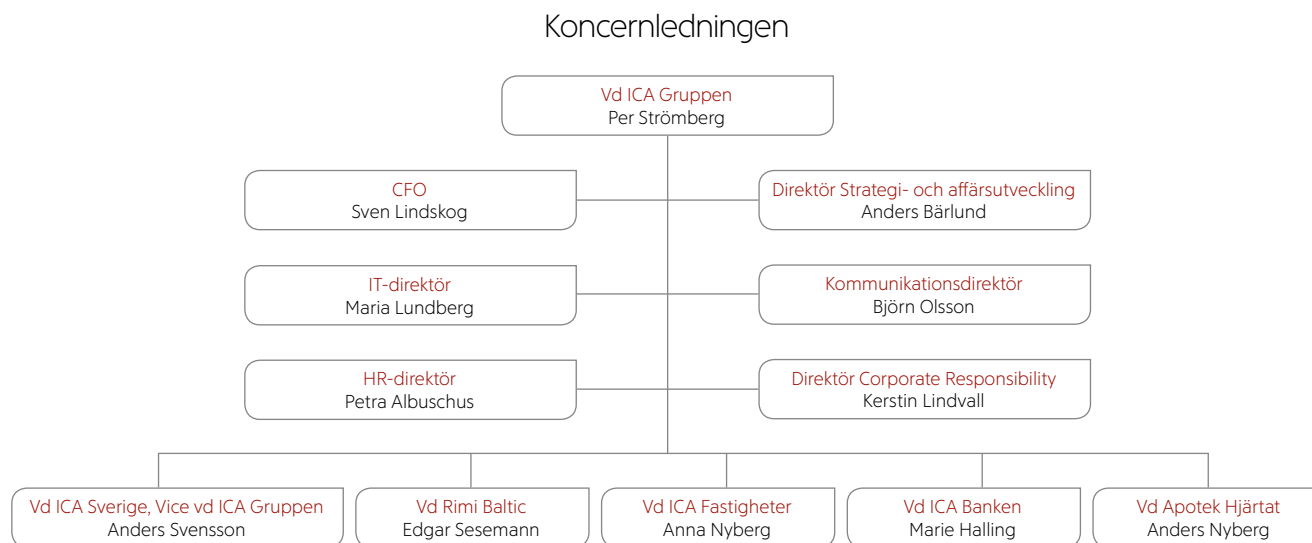 Koncernledningen
Vd ICA Gruppen
Per Strömberg
CFO
Sven Lindskog
Direktör Strategi- och affärsutveckling
Anders Bärlund
IT-direktör
Maria Lundberg
Kommunikationsdirektör
Björn Olsson
HR-direktör
Petra Albuschus
Direktör Corporate Responsibility
Kerstin Lindvall
Vd ICA Sverige, Vice vd ICA Gruppen
Anders Svensson
Vd Rimi Baltic
Edgar Sesemann
Vd ICA Fastigheter
Anna Nyberg
Vd ICA Banken
Marie Halling
Vd Apotek Hjärtat
Anders Nyberg